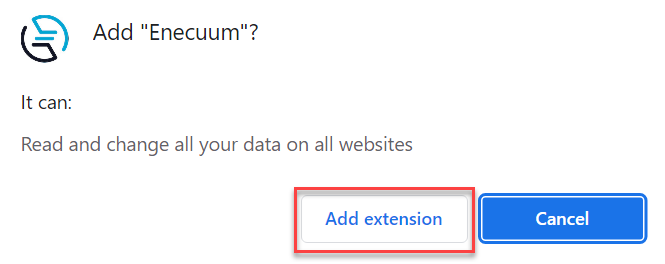 Add "Enecuum"?
It can:
Read and change all your data on all websites
Add extension
Cancel